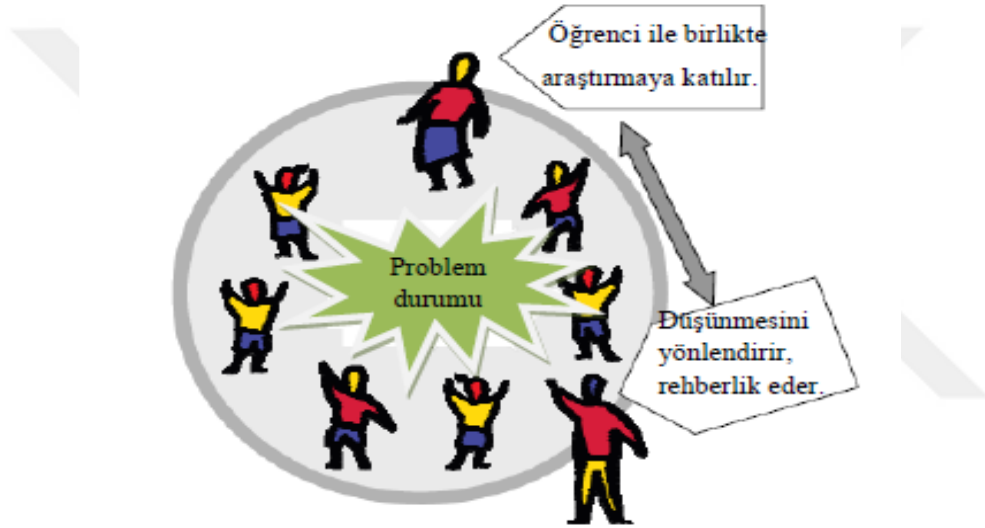 Öğrenci ile birlikte
araştırmaya katılır.
Problem
durumu
Düşünmesini
yönlendirir,
rehberlik eder.